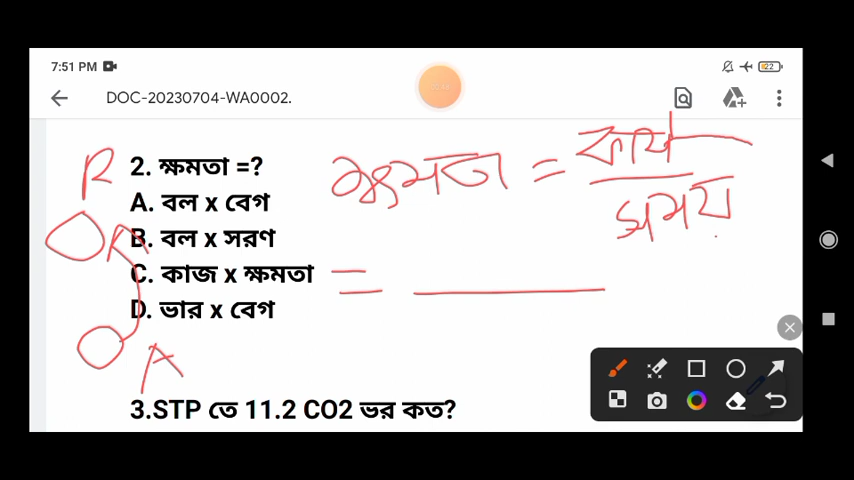 7:51 PM
22
DOC-20230704-WA0002.
2. ক্ষমতা =?
A. বল x বেগ
B. বল x সরণ
C. কাজ x ক্ষমতা
D. ভার x বেগ
ক্ষমতা = কার্য
সময়
=
R
A
A
3.STP তে 11.2 CO2 ভর কত?